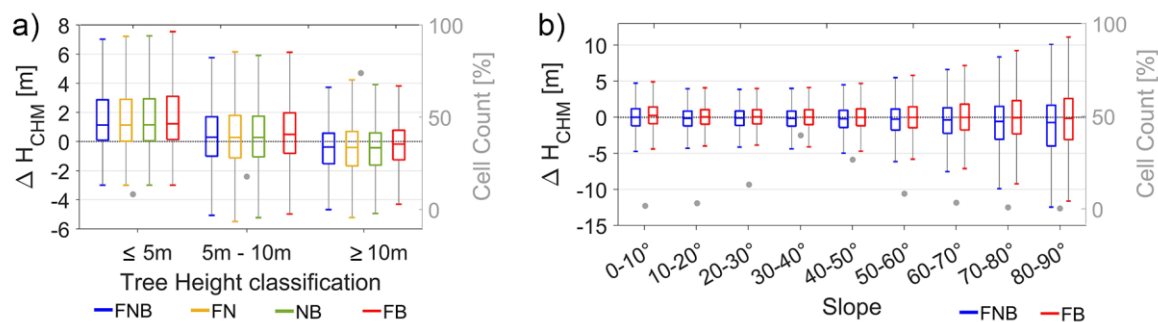 a)
Δ H_CHM [m]
8
6
4
2
0
-2
-4
-6
100
50
0
Cell Count [%]
≤ 5m 5m - 10m ≥ 10m
Tree Height classification
FNB FN NB FB
b)
Δ H_CHM [m]
10
5
0
-5
-10
-15
100
50
0
Cell Count [%]
0-10° 10-20° 20-30° 30-40° 40-50° 50-60° 60-70° 70-80° 80-90°
Slope
FNB FB